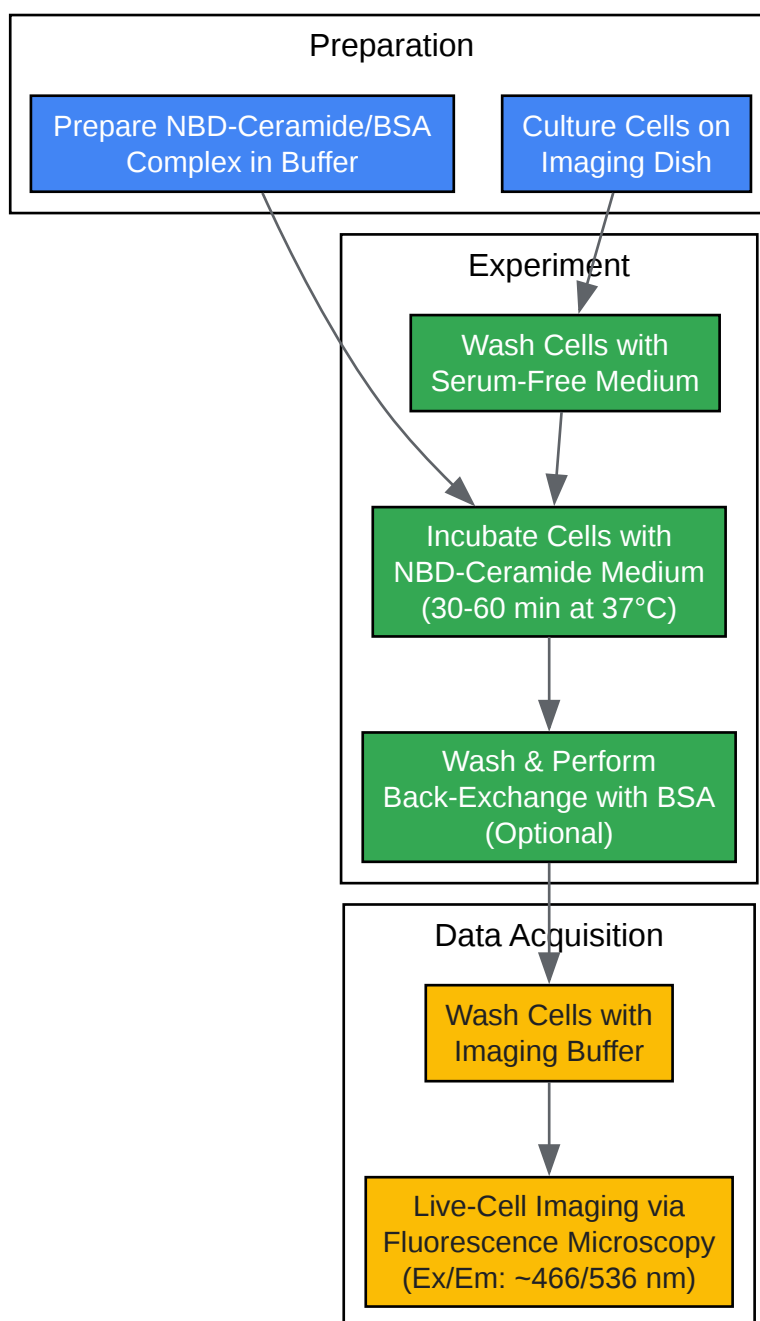 Preparation
Prepare NBD-Ceramide/BSA
Complex in Buffer
Culture Cells on
Imaging Dish
Experiment
Wash Cells with
Serum-Free Medium
Incubate Cells with
NBD-Ceramide Medium
(30-60 min at 37°C)
Wash & Perform
Back-Exchange with BSA
(Optional)
Data Acquisition
Wash Cells with
Imaging Buffer
Live-Cell Imaging via
Fluorescence Microscopy
(Ex/Em: ~466/536 nm)